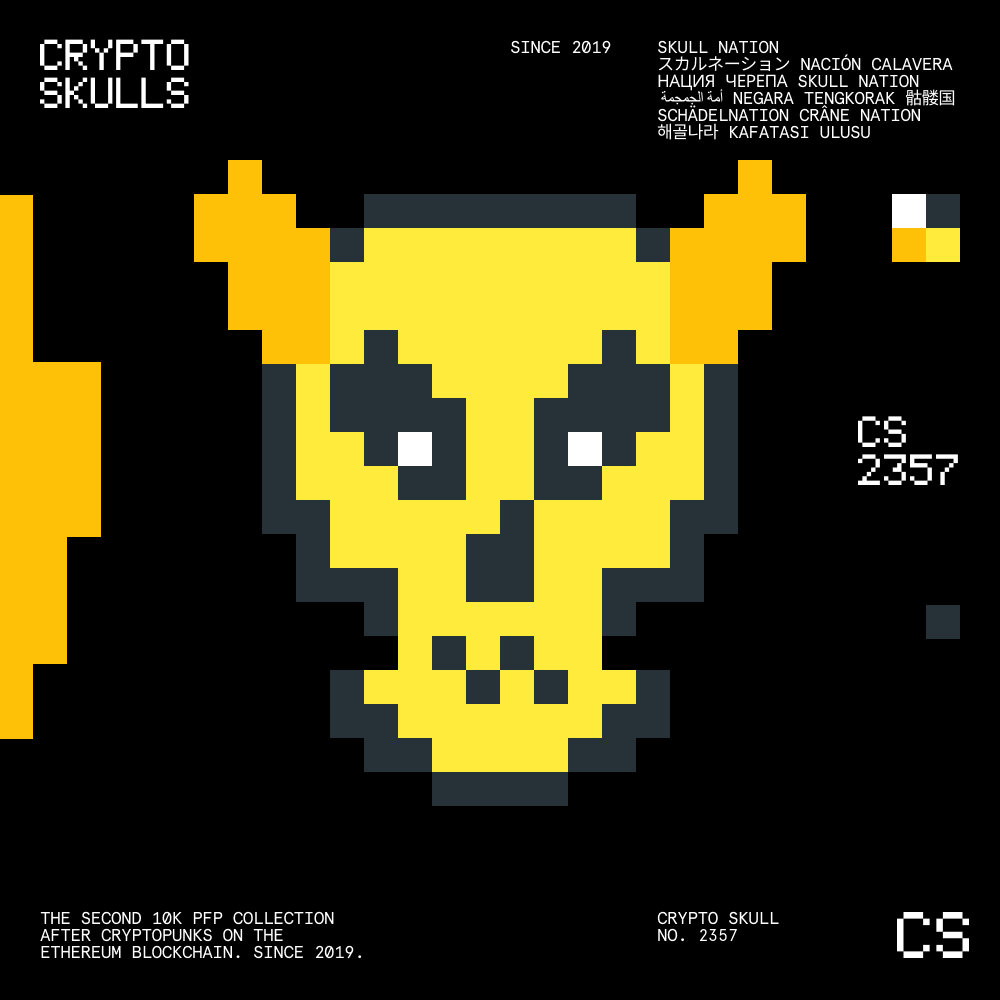 CRYPTO
SKULLS
SINCE 2019
SKULL NATION
スカルネーション NACIÓN CALAVERA
НАЦИЯ ЧЕРЕПА SKULL NATION
أمة الجمجمة NEGARA TENGKORAK 骷髅国
SCHÄDELNATION CRÂNE NATION
해골나라 KAFATASI ULUSU
CS
2357
THE SECOND 10K PFP COLLECTION
AFTER CRYPTOPUNKS ON THE
ETHEREUM BLOCKCHAIN. SINCE 2019.
CRYPTO SKULL
NO. 2357
CS